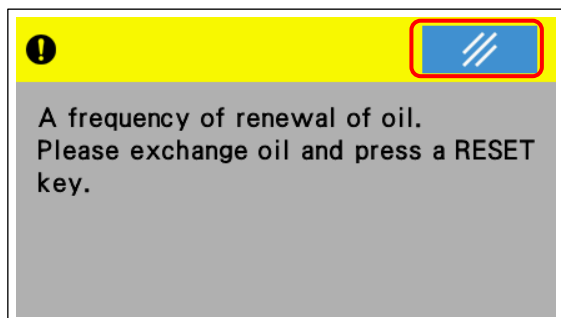 A frequency of renewal of oil.
Please exchange oil and press a RESET
key.